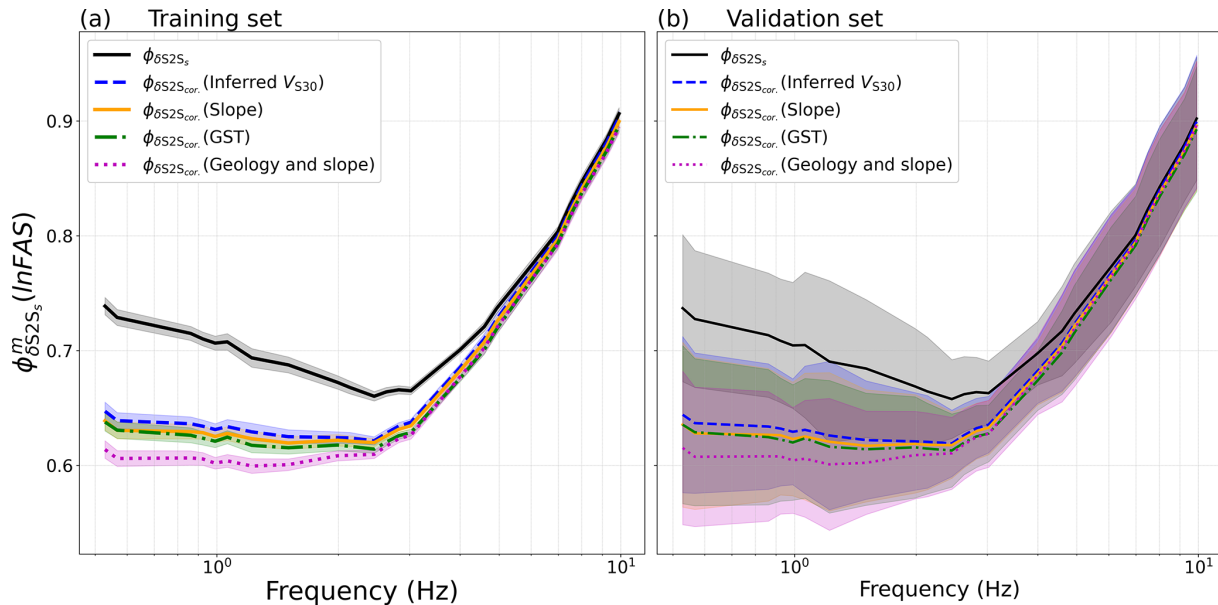 (a) Training set
ϕδS2Ss
ϕδS2Scor. (Inferred VS30)
ϕδS2Scor. (Slope)
ϕδS2Scor. (GST)
ϕδS2Scor. (Geology and slope)
ϕᵐδS2Ss (lnFAS)
0.9
0.8
0.7
0.6
10⁰
10¹
Frequency (Hz)
(b) Validation set
ϕδS2Ss
ϕδS2Scor. (Inferred VS30)
ϕδS2Scor. (Slope)
ϕδS2Scor. (GST)
ϕδS2Scor. (Geology and slope)
10⁰
10¹
Frequency (Hz)